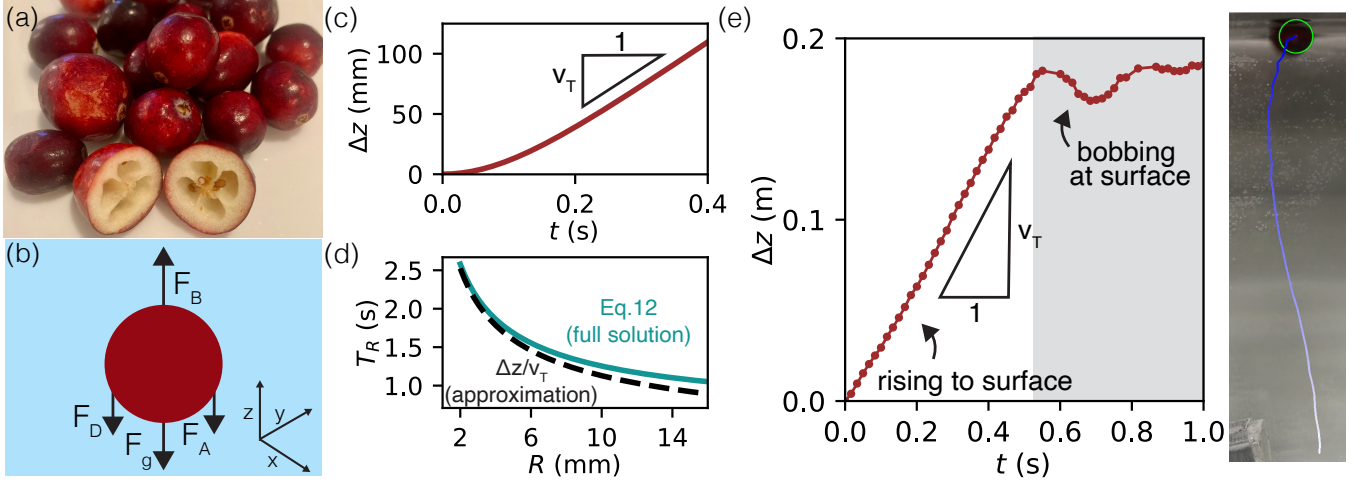 (a)
(b)
F_B
F_D
F_g
F_A
z
y
x
(c)
Δz (mm)
100
50
0
1
v_T
0.0
0.2
0.4
t (s)
(d)
T_R (s)
2.5
2.0
1.5
1.0
Eq.12
(full solution)
Δz/v_T
(approximation)
2
6
10
14
R (mm)
(e)
Δz (m)
0.2
0.1
0.0
bobbing
at surface
v_T
1
rising to surface
0.0
0.2
0.4
0.6
0.8
1.0
t (s)